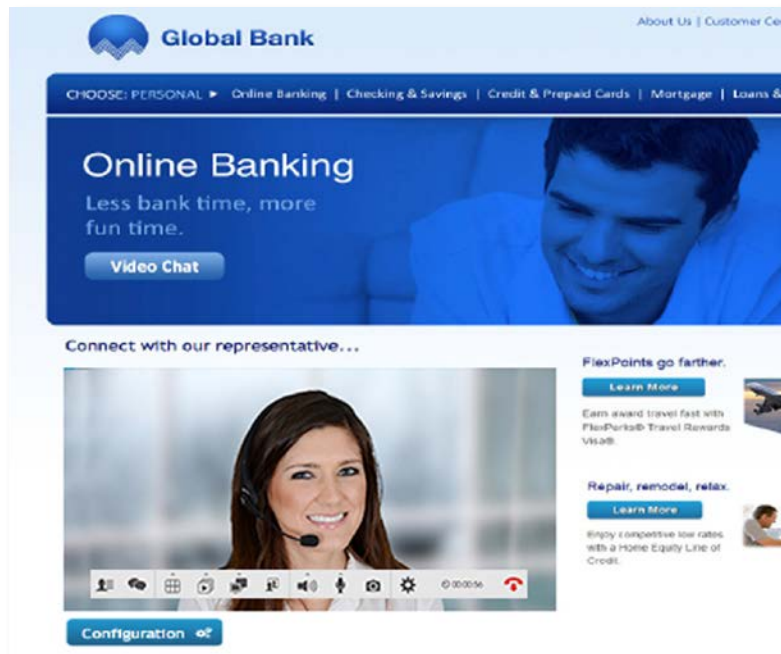 Global Bank
About Us | Customer Ce
CHOOSE: PERSONAL ► Online Banking | Checking & Savings | Credit & Prepaid Cards | Mortgage | Loans &
Online Banking
Less bank time, more
fun time.
Video Chat
Connect with our representative...
00:00:56
Configuration
FlexPoints go farther.
Learn More
Earn award travel fast with
FlexPerks® Travel Rewards
Visa®.
Repair, remodel, relax.
Learn More
Enjoy competitive low rates
with a Home Equity Line of
Credit.